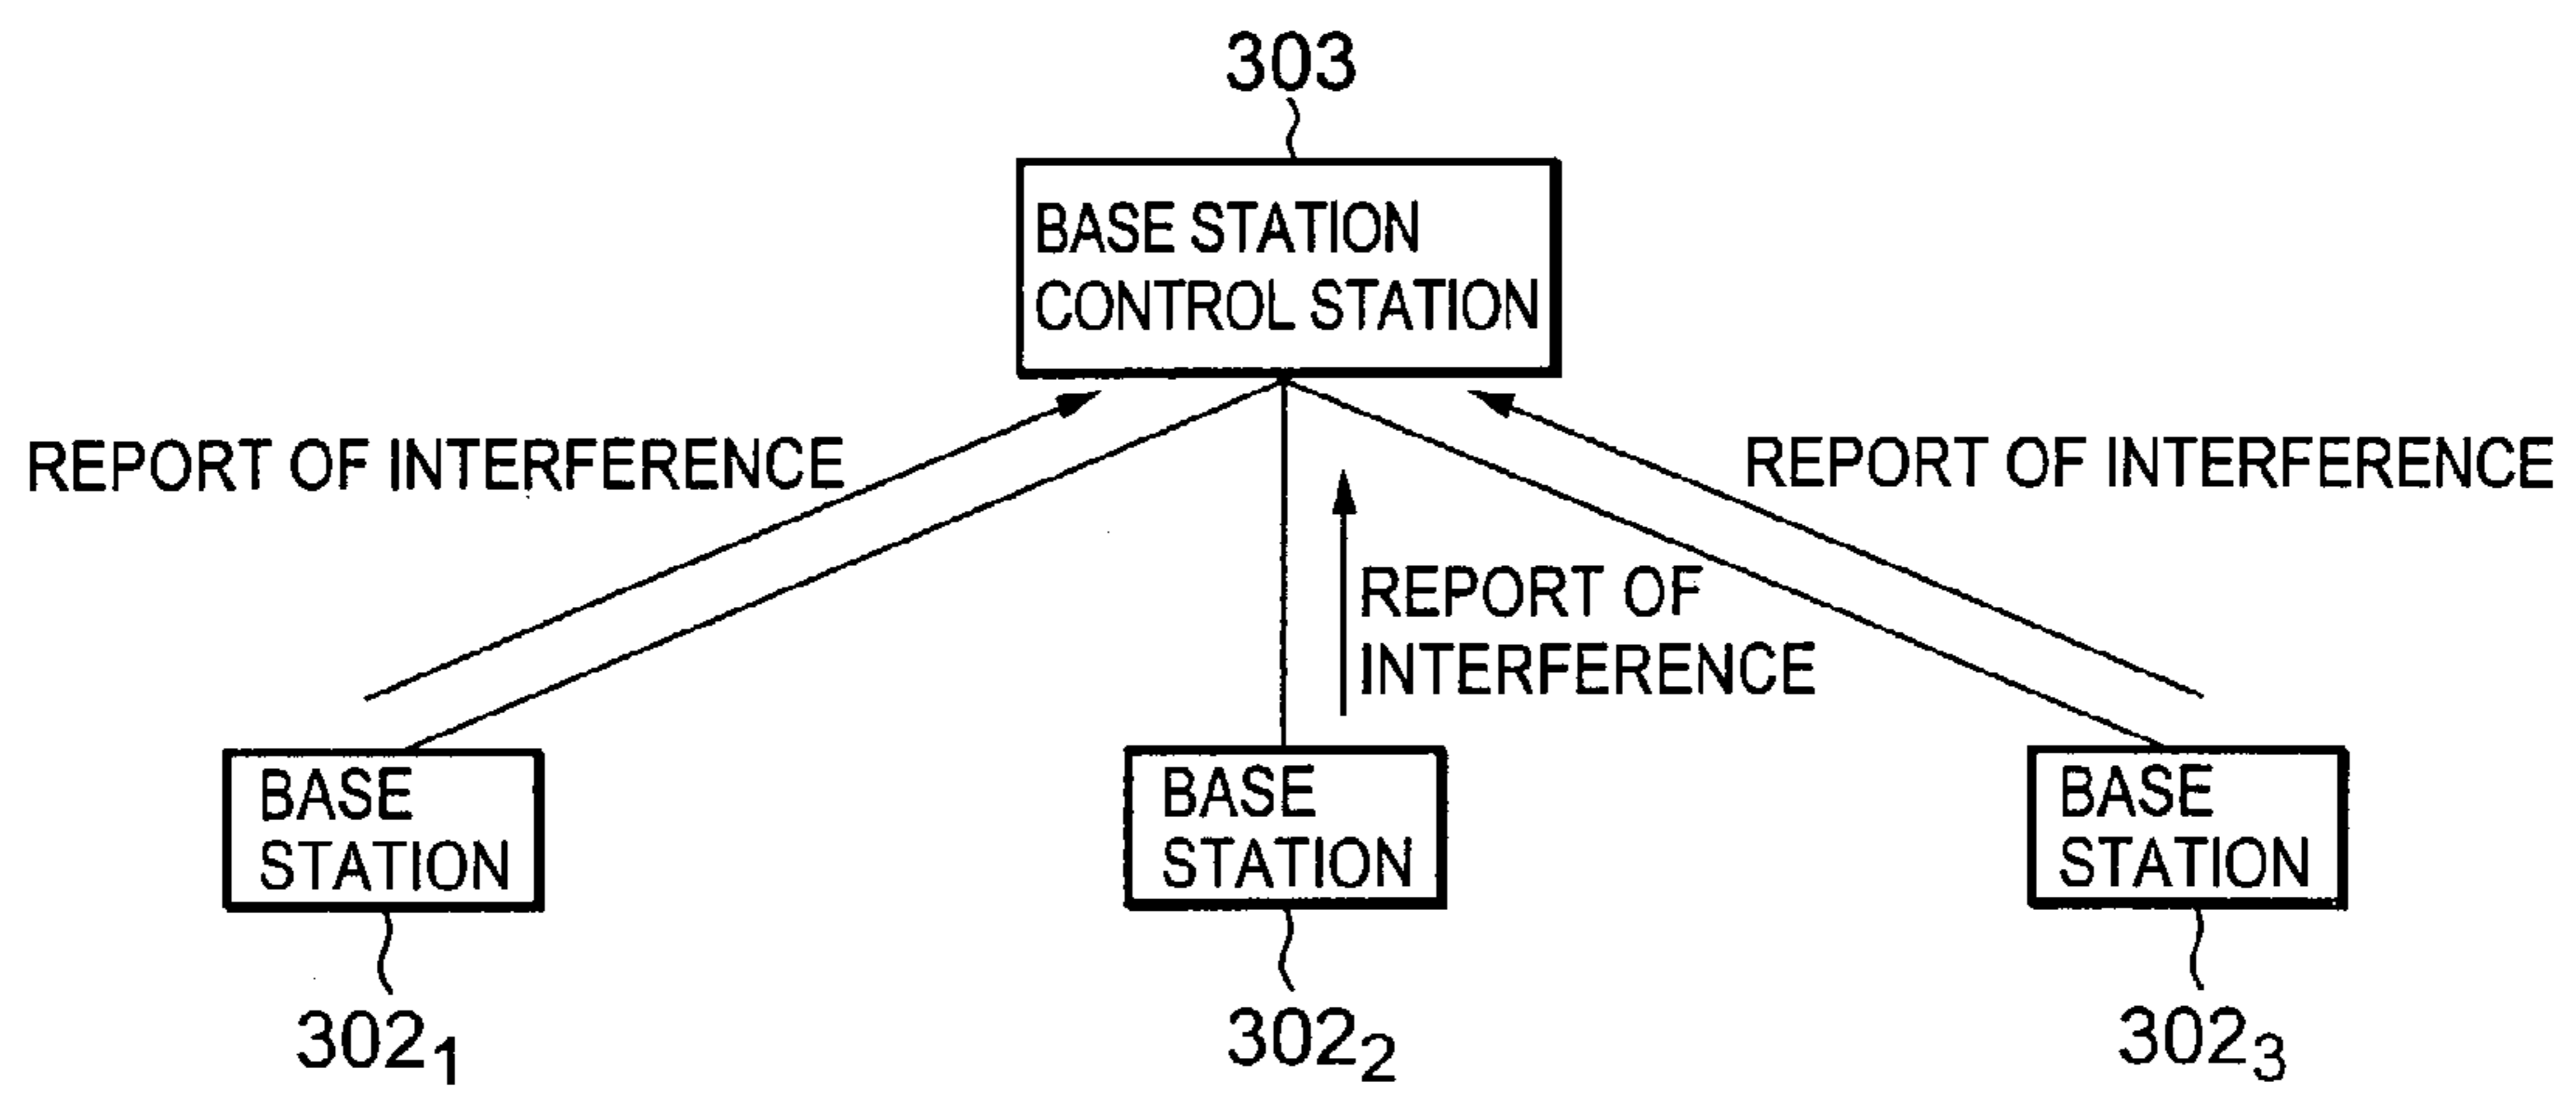 303
BASE STATION
CONTROL STATION
REPORT OF INTERFERENCE
REPORT OF INTERFERENCE
REPORT OF
INTERFERENCE
BASE
STATION
BASE
STATION
BASE
STATION
302₁
302₂
302₃